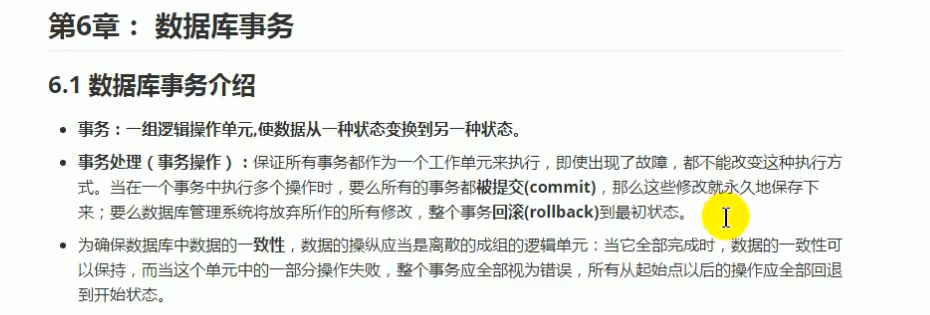 第6章： 数据库事务
6.1 数据库事务介绍
• 事务：一组逻辑操作单元,使数据从一种状态变换到另一种状态。
• 事务处理（事务操作）：保证所有事务都作为一个工作单元来执行，即使出现了故障，都不能改变这种执行方
式。当在一个事务中执行多个操作时，要么所有的事务都被提交(commit)，那么这些修改就永久地保存下
来；要么数据库管理系统将放弃所作的所有修改，整个事务回滚(rollback)到最初状态。
• 为确保数据库中数据的一致性，数据的操纵应当是离散的成组的逻辑单元：当它全部完成时，数据的一致性可
以保持，而当这个单元中的一部分操作失败，整个事务应全部视为错误，所有从起始点以后的操作应全部回退
到开始状态。